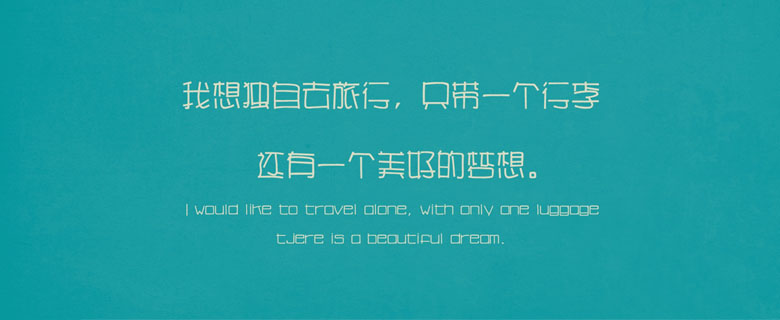 我想独自去旅行，只带一个行李
还有一个美好的梦想。
I would like to travel alone, with only one luggage
tJere is a beautiful dream.